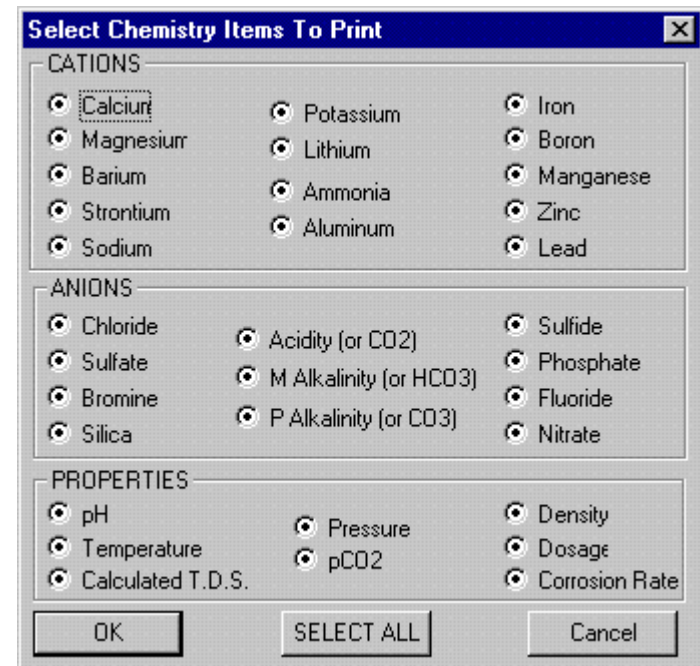 Select Chemistry Items To Print
CATIONS
Calcium
Magnesium
Barium
Strontium
Sodium
Potassium
Lithium
Ammonia
Aluminum
Iron
Boron
Manganese
Zinc
Lead
ANIONS
Chloride
Sulfate
Bromine
Silica
Acidity (or CO2)
M Alkalinity (or HCO3)
P Alkalinity (or CO3)
Sulfide
Phosphate
Fluoride
Nitrate
PROPERTIES
pH
Temperature
Calculated T.D.S.
Pressure
pCO2
Density
Dosage
Corrosion Rate
OK
SELECT ALL
Cancel